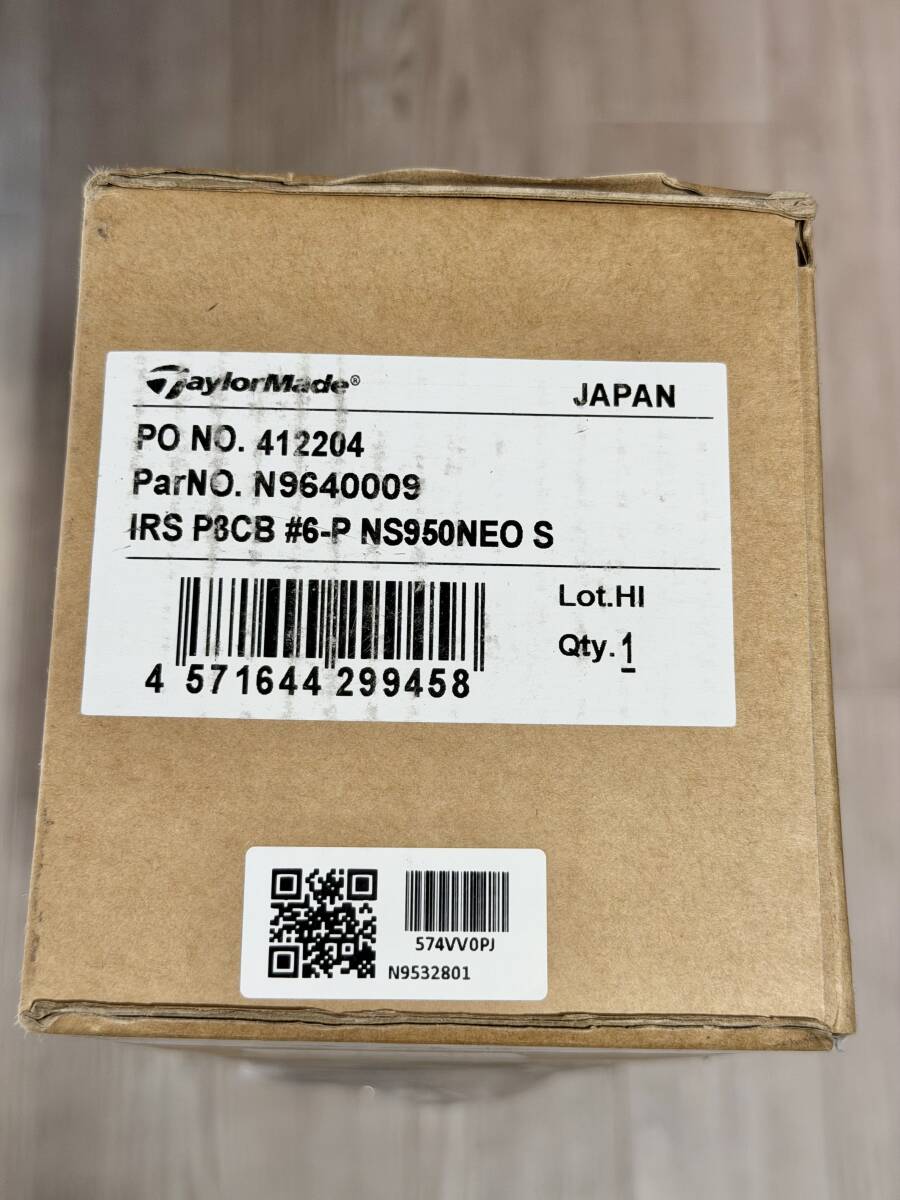 TaylorMade®
JAPAN
PO NO. 412204
ParNO. N9640009
IRS P8CB #6-P NS950NEO S
Lot.HI
Qty.1
4 571644 299458
574VV0PJ
N9532801